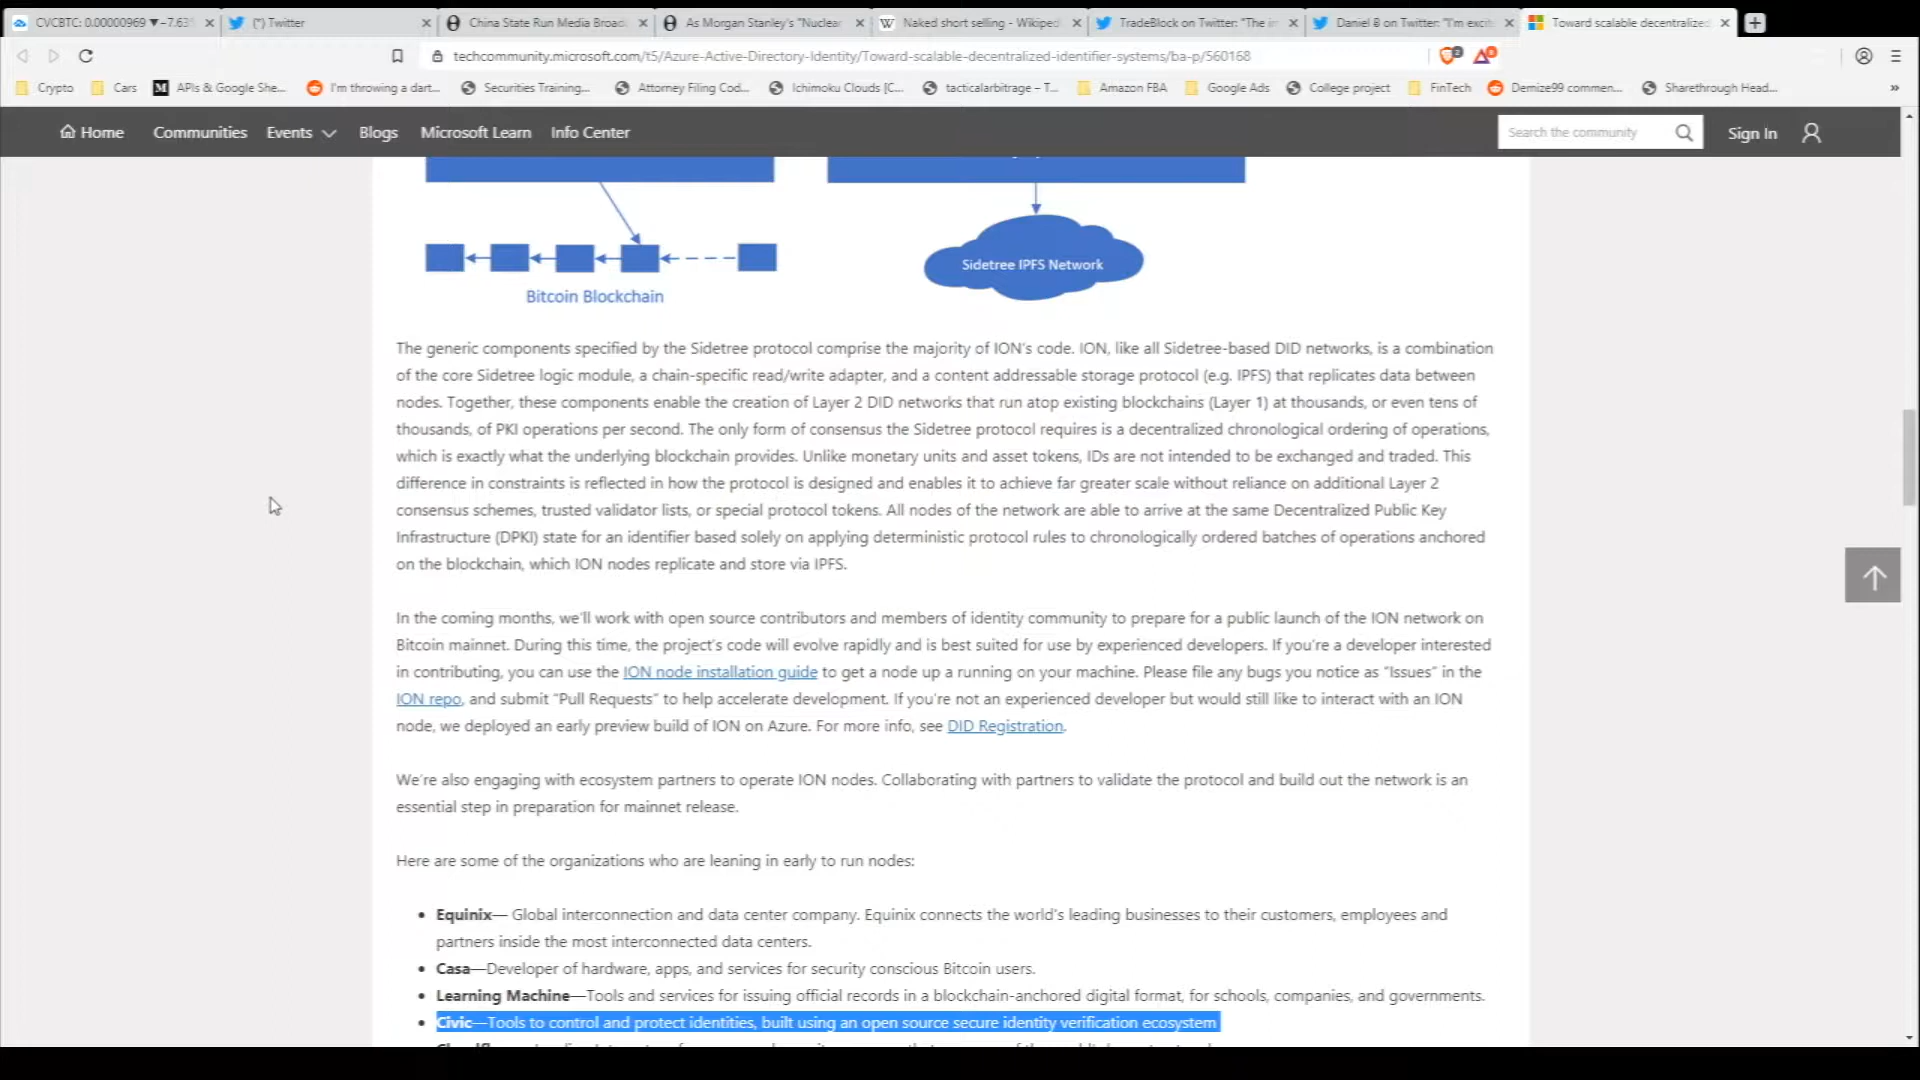 CVCBTC: 0.00000969 ▼−7.63
(*) Twitter
China State Run Media Broad
As Morgan Stanley's "Nuclear
Naked short selling - Wikiped
TradeBlock on Twitter: "The in
Daniel B on Twitter: "I'm excit
Toward scalable decentralized
techcommunity.microsoft.com/t5/Azure-Active-Directory-Identity/Toward-scalable-decentralized-identifier-systems/ba-p/560168
Crypto
Cars
APIs & Google She...
I'm throwing a dart...
Securities Training...
Attorney Filing Cod...
Ichimoku Clouds [C...
tacticalarbitrage – T...
Amazon FBA
Google Ads
College project
FinTech
Demize99 commen...
Sharethrough Head...
Home Communities Events Blogs Microsoft Learn Info Center
Search the community
Sign In
Sidetree IPFS Network
Bitcoin Blockchain
The generic components specified by the Sidetree protocol comprise the majority of ION's code. ION, like all Sidetree-based DID networks, is a combination
of the core Sidetree logic module, a chain-specific read/write adapter, and a content addressable storage protocol (e.g. IPFS) that replicates data between
nodes. Together, these components enable the creation of Layer 2 DID networks that run atop existing blockchains (Layer 1) at thousands, or even tens of
thousands, of PKI operations per second. The only form of consensus the Sidetree protocol requires is a decentralized chronological ordering of operations,
which is exactly what the underlying blockchain provides. Unlike monetary units and asset tokens, IDs are not intended to be exchanged and traded. This
difference in constraints is reflected in how the protocol is designed and enables it to achieve far greater scale without reliance on additional Layer 2
consensus schemes, trusted validator lists, or special protocol tokens. All nodes of the network are able to arrive at the same Decentralized Public Key
Infrastructure (DPKI) state for an identifier based solely on applying deterministic protocol rules to chronologically ordered batches of operations anchored
on the blockchain, which ION nodes replicate and store via IPFS.
In the coming months, we'll work with open source contributors and members of identity community to prepare for a public launch of the ION network on
Bitcoin mainnet. During this time, the project's code will evolve rapidly and is best suited for use by experienced developers. If you're a developer interested
in contributing, you can use the ION node installation guide to get a node up a running on your machine. Please file any bugs you notice as "Issues" in the
ION repo, and submit "Pull Requests" to help accelerate development. If you're not an experienced developer but would still like to interact with an ION
node, we deployed an early preview build of ION on Azure. For more info, see DID Registration.
We're also engaging with ecosystem partners to operate ION nodes. Collaborating with partners to validate the protocol and build out the network is an
essential step in preparation for mainnet release.
Here are some of the organizations who are leaning in early to run nodes:
• Equinix— Global interconnection and data center company. Equinix connects the world's leading businesses to their customers, employees and
partners inside the most interconnected data centers.
• Casa—Developer of hardware, apps, and services for security conscious Bitcoin users.
• Learning Machine—Tools and services for issuing official records in a blockchain-anchored digital format, for schools, companies, and governments.
• Civic—Tools to control and protect identities, built using an open source secure identity verification ecosystem